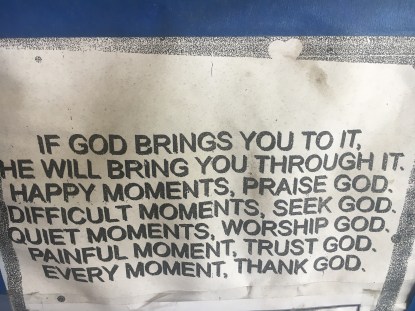 IF GOD BRINGS YOU TO IT,
HE WILL BRING YOU THROUGH IT.
HAPPY MOMENTS, PRAISE GOD.
DIFFICULT MOMENTS, SEEK GOD.
QUIET MOMENTS, WORSHIP GOD.
PAINFUL MOMENT, TRUST GOD.
EVERY MOMENT, THANK GOD.